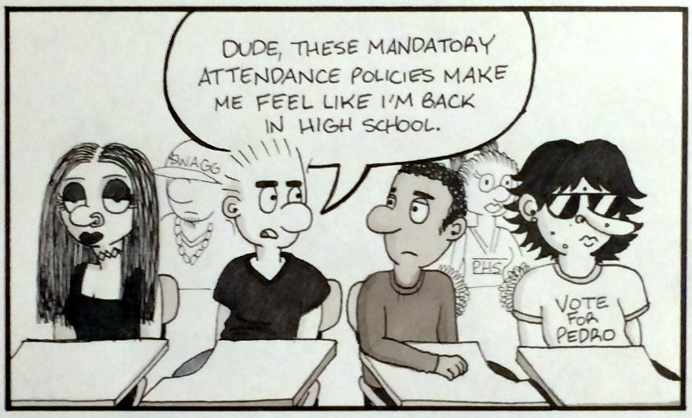 DUDE, THESE MANDATORY
ATTENDANCE POLICIES MAKE
ME FEEL LIKE I'M BACK
IN HIGH SCHOOL.
SWAGG
PHS
VOTE
FOR
PEDRO